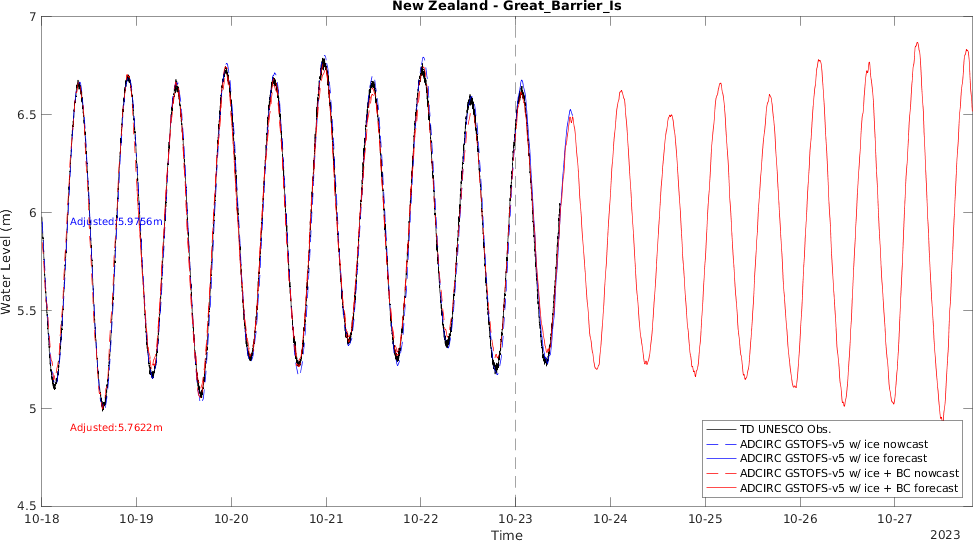 New Zealand - Great_Barrier_Is
7
6.5
6
5.5
5
4.5
Water Level (m)
Adjusted:5.9756m
Adjusted:5.7622m
TD UNESCO Obs.
ADCIRC GSTOFS-v5 w/ ice nowcast
ADCIRC GSTOFS-v5 w/ ice forecast
ADCIRC GSTOFS-v5 w/ ice + BC nowcast
ADCIRC GSTOFS-v5 w/ ice + BC forecast
10-18 10-19 10-20 10-21 10-22 10-23 10-24 10-25 10-26 10-27
Time
2023